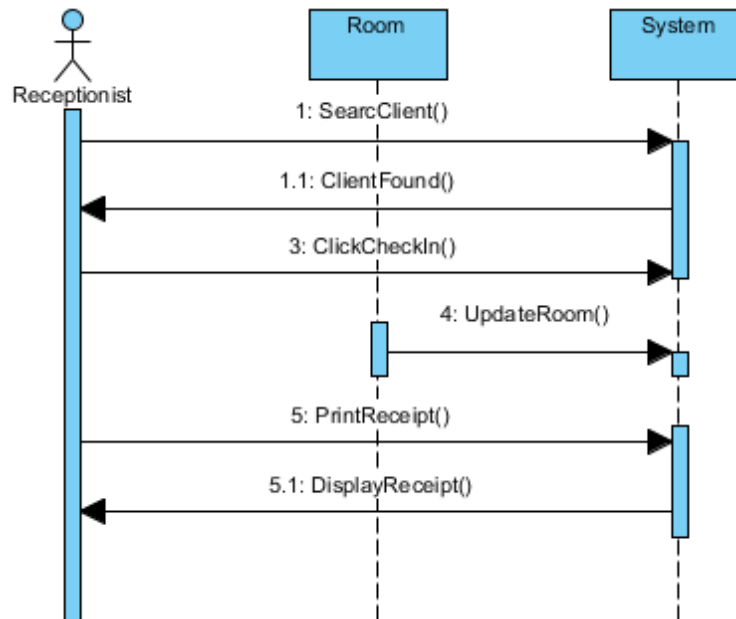 Room
System
Receptionist
1: SearcClient()
1.1: ClientFound()
3: ClickCheckIn()
4: UpdateRoom()
5: PrintReceipt()
5.1: DisplayReceipt()